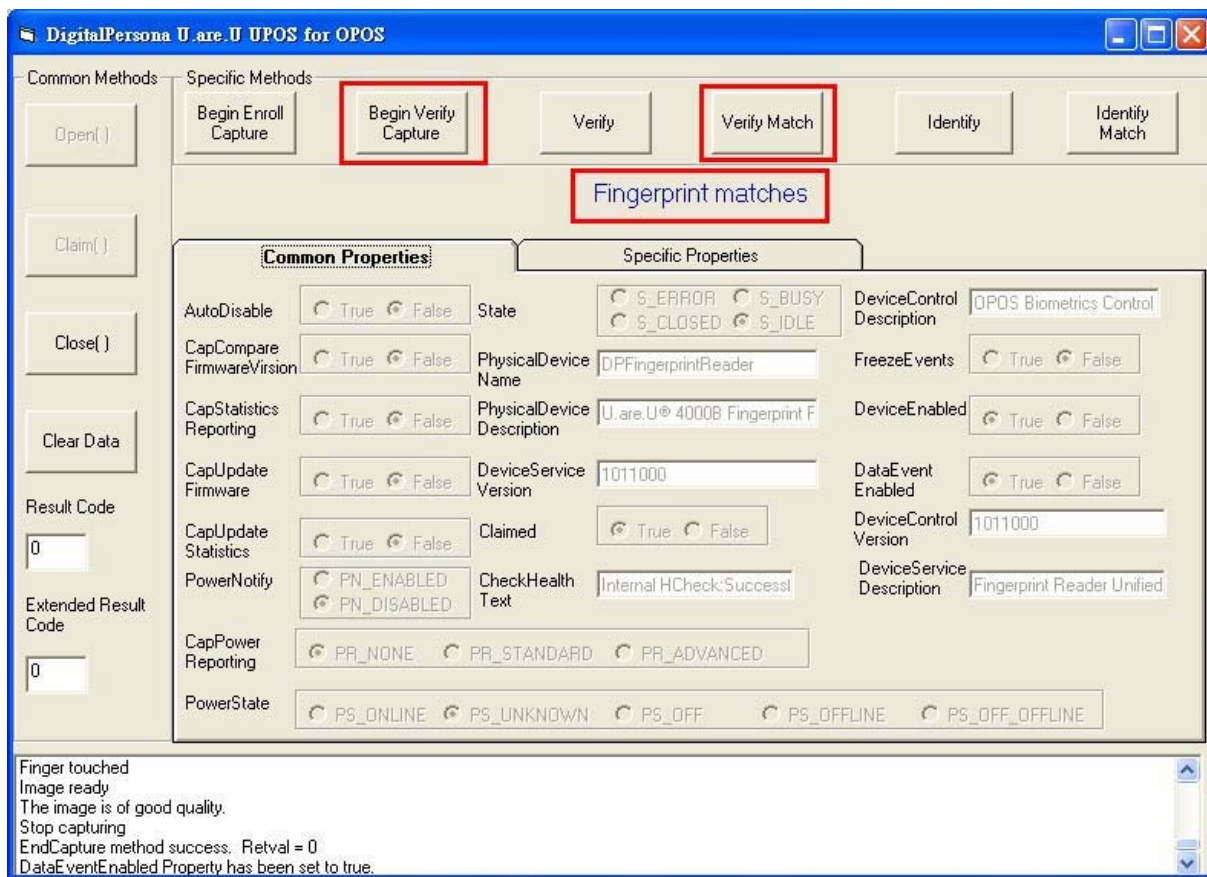 DigitalPersona U.are.U UPOS for OPOS
Common Methods
Open( )
Claim( )
Close( )
Clear Data
Result Code
0
Extended Result
Code
0
Specific Methods
Begin Enroll
Capture
Begin Verify
Capture
Verify
Verify Match
Identify
Identify
Match
Fingerprint matches
Common Properties
Specific Properties
AutoDisable
True False
CapCompare
FirmwareVirsion
True False
CapStatistics
Reporting
True False
CapUpdate
Firmware
True False
CapUpdate
Statistics
True False
PowerNotify
PN_ENABLED
PN_DISABLED
CapPower
Reporting
PR_NONE PR_STANDARD PR_ADVANCED
PowerState
PS_ONLINE PS_UNKNOWN PS_OFF PS_OFFLINE PS_OFF_OFFLINE
State
S_ERROR S_BUSY
S_CLOSED S_IDLE
PhysicalDevice
Name
DPFingerprintReader
PhysicalDevice
Description
U.are.U® 4000B Fingerprint F
DeviceService
Version
1011000
Claimed
True False
CheckHealth
Text
Internal HCheck:Successf
DeviceControl
Description
OPOS Biometrics Control
FreezeEvents
True False
DeviceEnabled
True False
DataEvent
Enabled
True False
DeviceControl
Version
1011000
DeviceService
Description
Fingerprint Reader Unified
Finger touched
Image ready
The image is of good quality.
Stop capturing
EndCapture method success. Retval = 0
DataEventEnabled Property has been set to true.